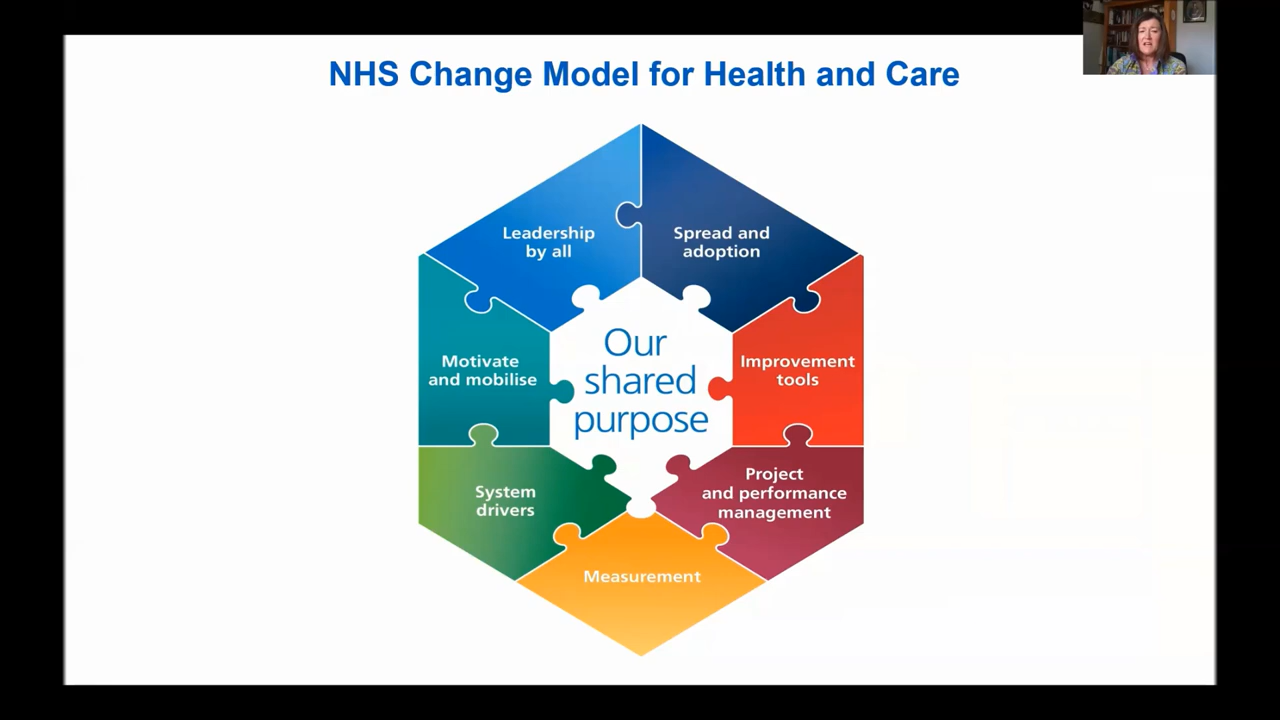 NHS Change Model for Health and Care
Leadership
by all
Spread and
adoption
Motivate
and mobilise
Our
shared
purpose
Improvement
tools
System
drivers
Project
and performance
management
Measurement